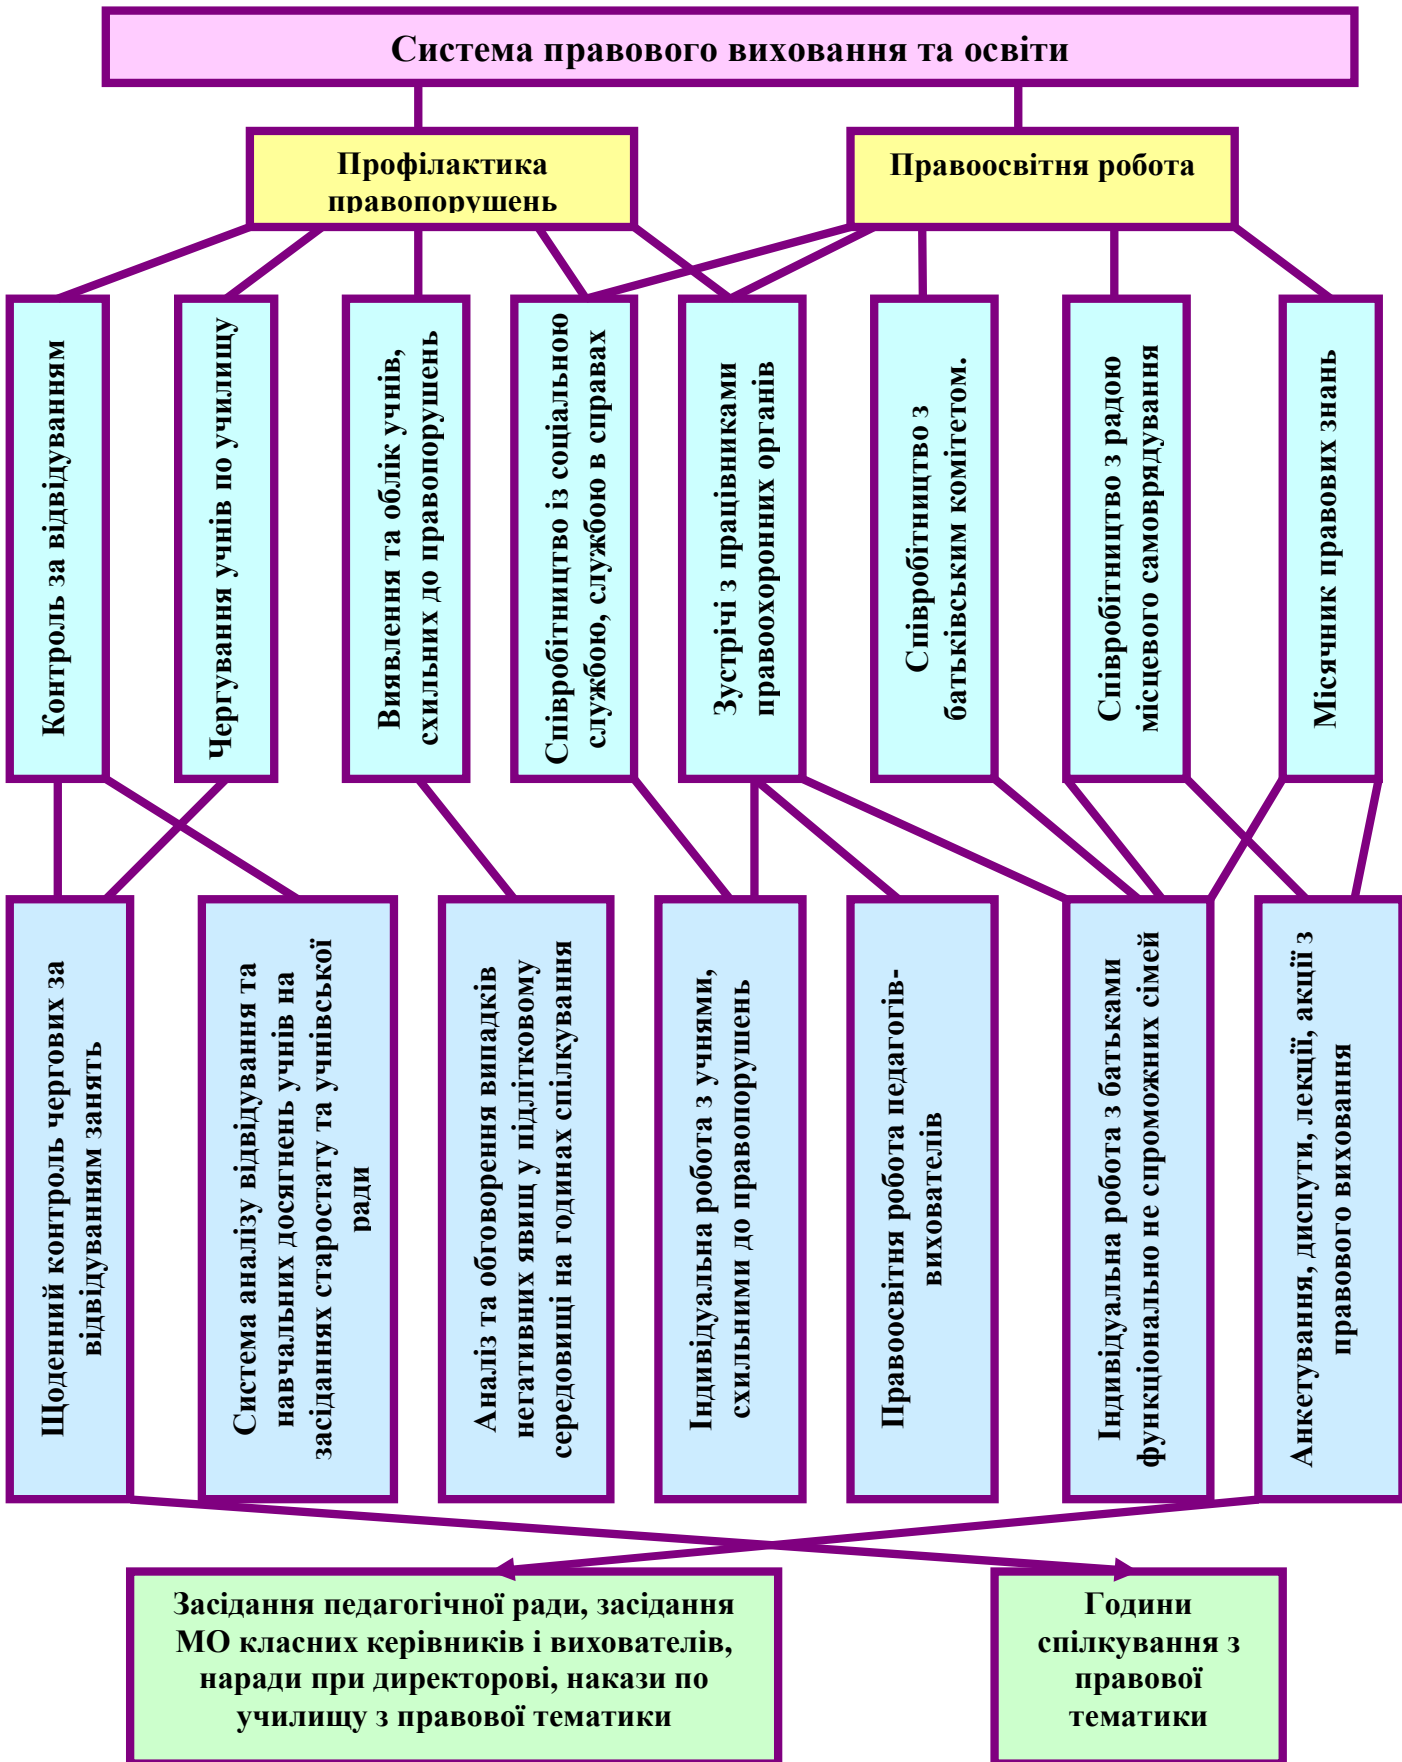 Система правового виховання та освіти
Профілактика
правопорушень
Правоосвітня робота
Контроль за відвідуванням
Чергування учнів по училищу
Виявлення та облік учнів,
схильних до правопорушень
Співробітництво із соціальною
службою, службою в справах
Зустрічі з працівниками
правоохоронних органів
Співробітництво з
батьківським комітетом.
Співробітництво з радою
місцевого самоврядування
Місячник правових знань
Щоденний контроль чергових за
відвідуванням занять
Система аналізу відвідування та
навчальних досягнень учнів на
засіданнях старостату та учнівської
ради
Аналіз та обговорення випадків
негативних явищ у підлітковому
середовищі на годинах спілкування
Індивідуальна робота з учнями,
схильними до правопорушень
Правоосвітня робота педагогів-
вихователів
Індивідуальна робота з батьками
функціонально не спроможних сімей
Анкетування, диспути, лекції, акції з
правового виховання
Засідання педагогічної ради, засідання
МО класних керівників і вихователів,
наради при директорові, накази по
училищу з правової тематики
Години
спілкування з
правової
тематики